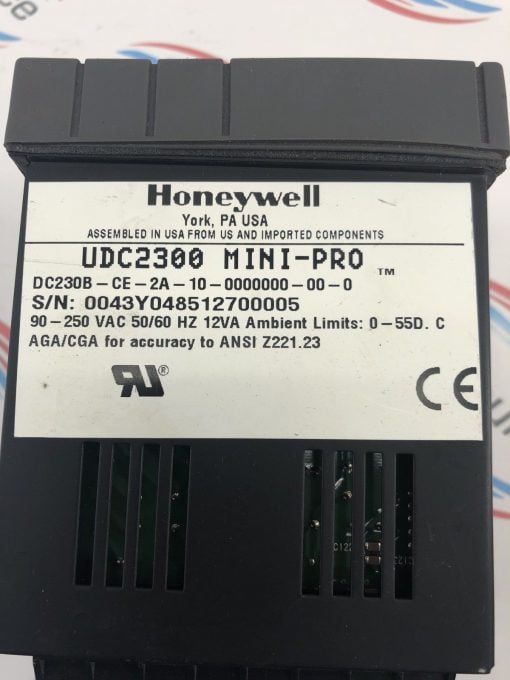 Honeywell
York, PA USA
ASSEMBLED IN USA FROM US AND IMPORTED COMPONENTS
UDC2300 MINI-PRO ™
DC230B-CE-2A-10-0000000-00-0
S/N: 0043Y048512700005
90-250 VAC 50/60 HZ 12VA Ambient Limits: 0-55D. C
AGA/CGA for accuracy to ANSI Z221.23
RU®
CE